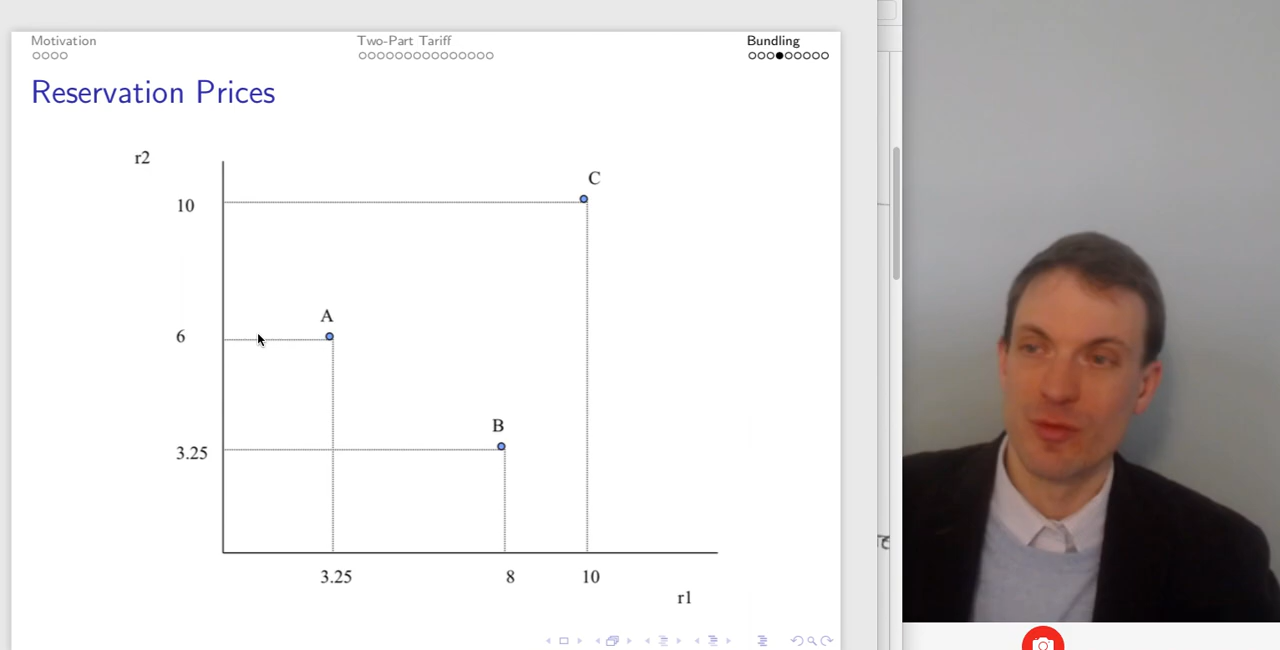 Motivation
Two-Part Tariff
Bundling
Reservation Prices
r2
C
10
A
6
B
3.25
3.25
8
10
r1